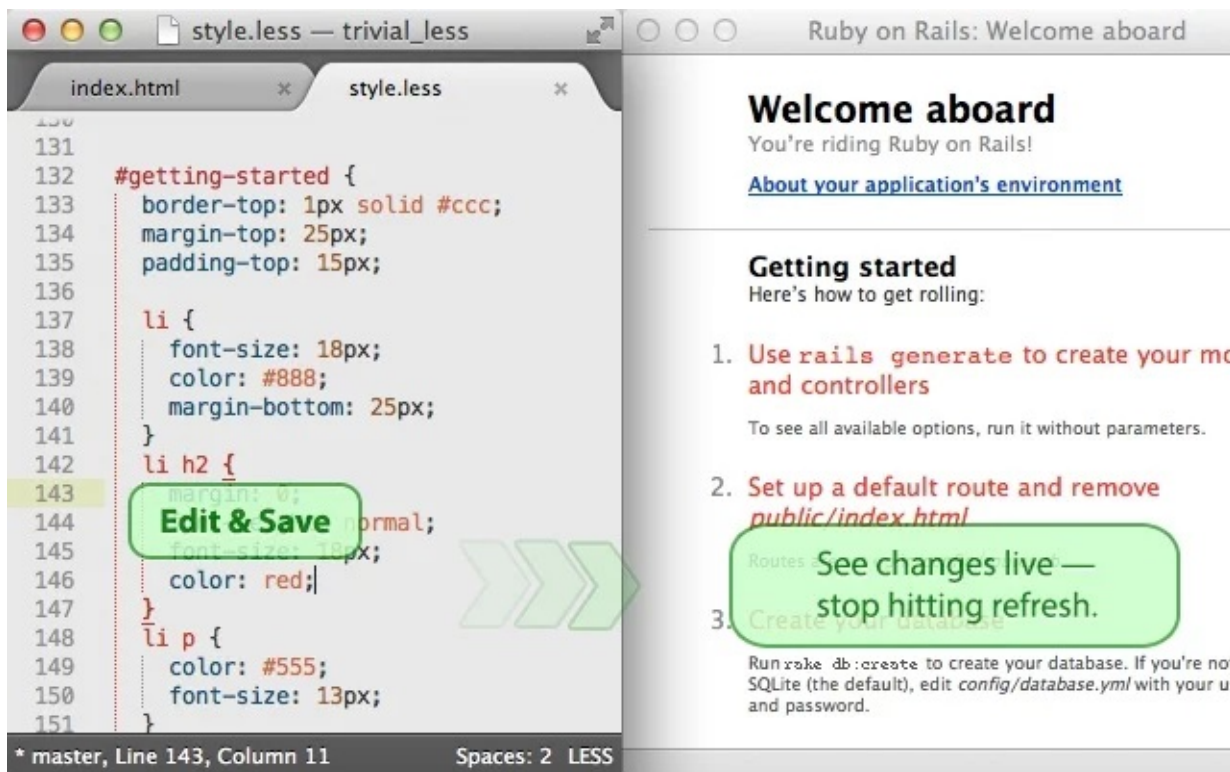 style.less — trivial_less
index.html × style.less ×
131
132 #getting-started {
133 border-top: 1px solid #ccc;
134 margin-top: 25px;
135 padding-top: 15px;
136
137 li {
138 font-size: 18px;
139 color: #888;
140 margin-bottom: 25px;
141 }
142 li h2 {
143 margin: 0;
144 normal;
145 font-size: 18px;
146 color: red;
147 }
148 li p {
149 color: #555;
150 font-size: 13px;
151 }
Edit & Save
* master, Line 143, Column 11 Spaces: 2 LESS
Ruby on Rails: Welcome aboard
Welcome aboard
You're riding Ruby on Rails!
About your application's environment
Getting started
Here's how to get rolling:
1. Use rails generate to create your mo
and controllers
To see all available options, run it without parameters.
2. Set up a default route and remove
public/index.html
Routes
See changes live —
stop hitting refresh.
3. Create your database
Run rake db:create to create your database. If you're no
SQLite (the default), edit config/database.yml with your u
and password.